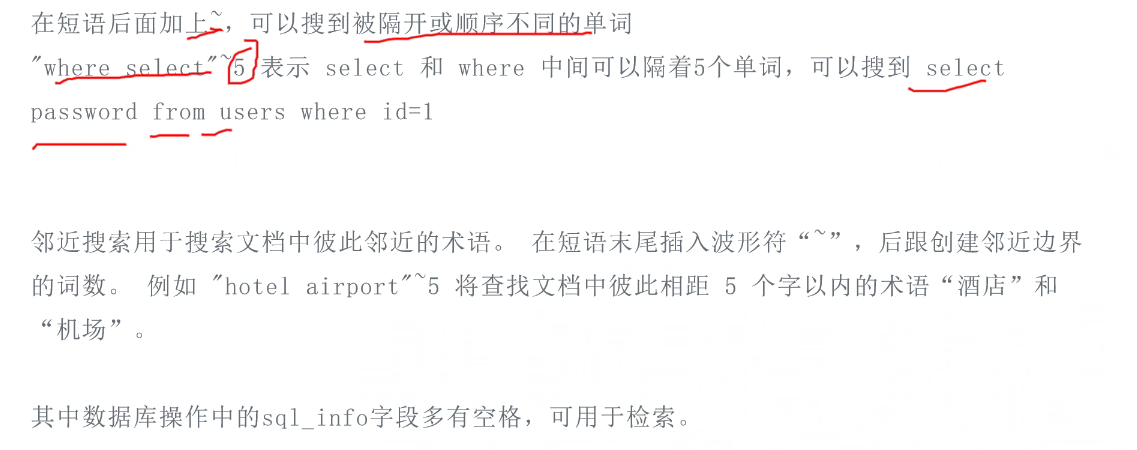 在短语后面加上~，可以搜到被隔开或顺序不同的单词
"where select"~5 表示 select 和 where 中间可以隔着5个单词，可以搜到 select
password from users where id=1
邻近搜索用于搜索文档中彼此邻近的术语。 在短语末尾插入波形符“~”，后跟创建邻近边界
的词数。 例如 "hotel airport"~5 将查找文档中彼此相距 5 个字以内的术语“酒店”和
“机场”。
其中数据库操作中的sql_info字段多有空格，可用于检索。